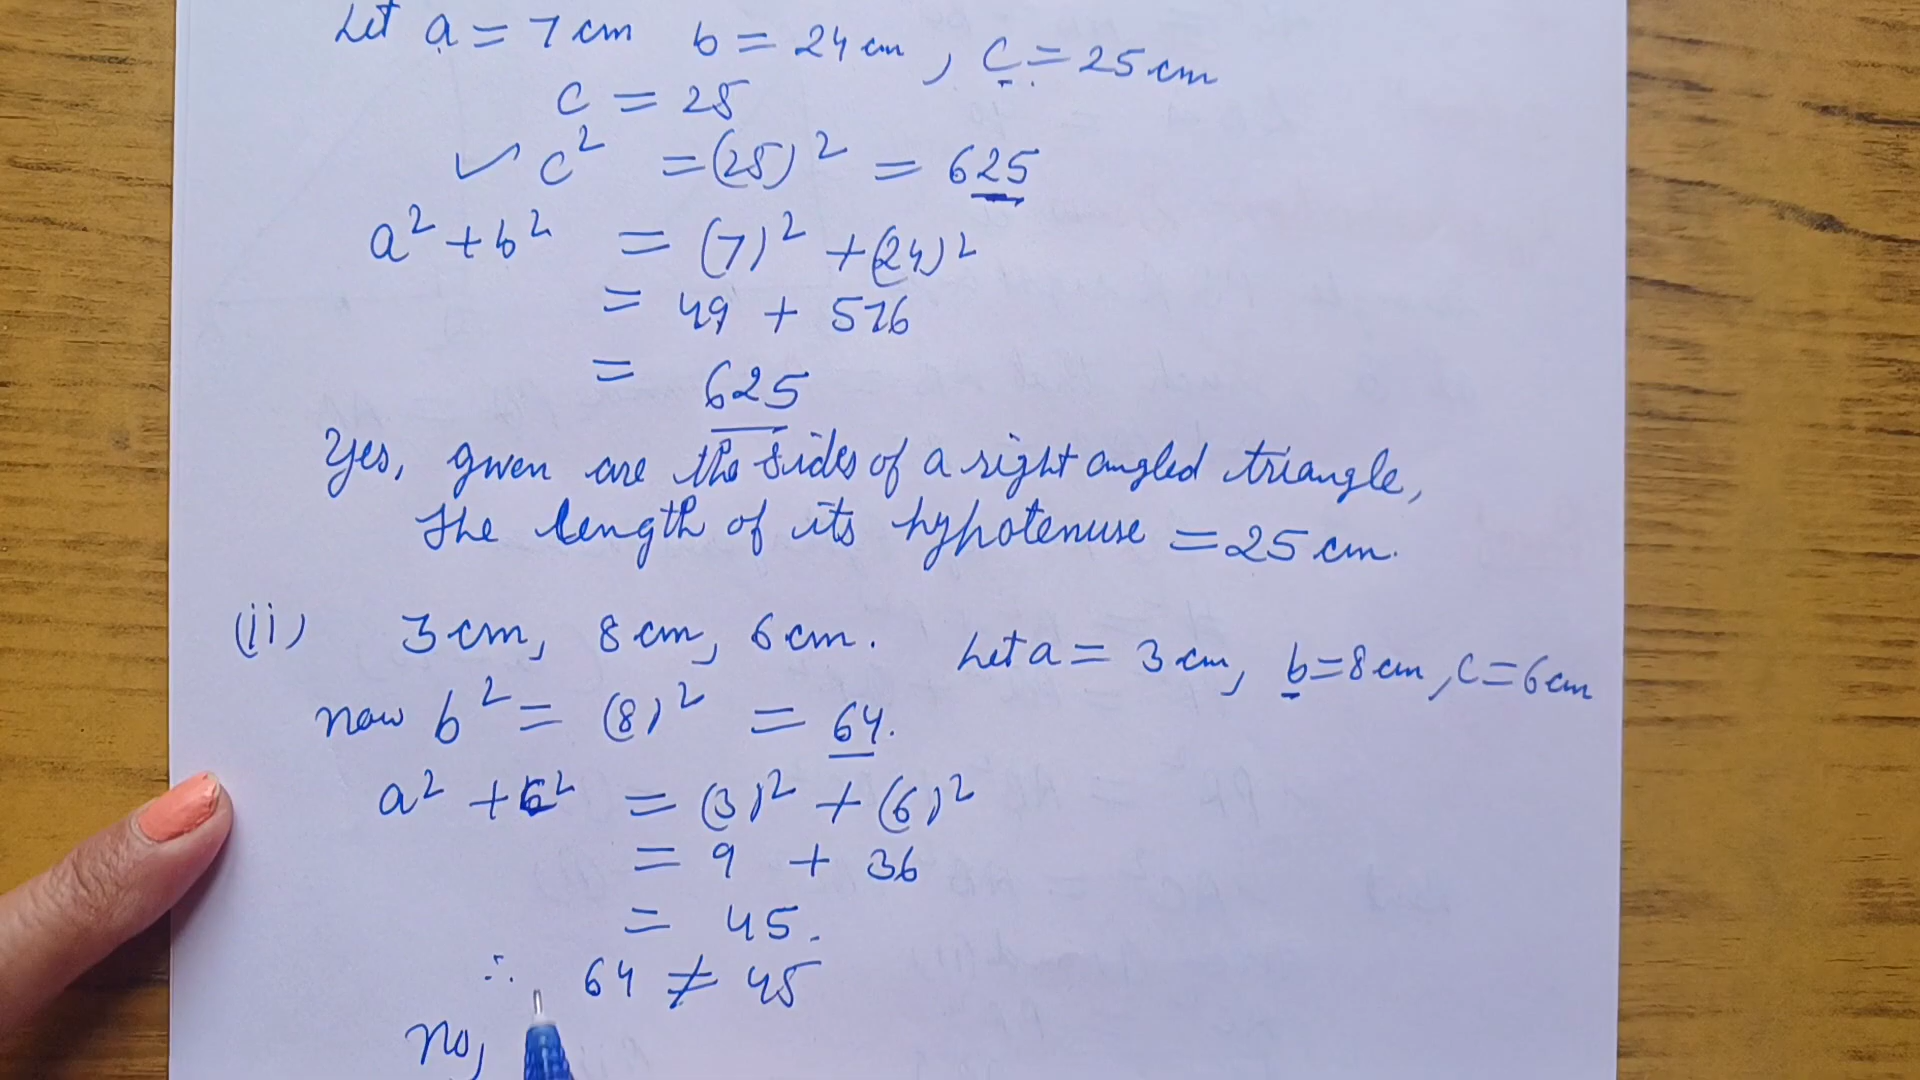 Let a = 7 cm b = 24 cm, c = 25 cm
c = 25
✓ c² = (25)² = 625
a² + b² = (7)² + (24)²
= 49 + 576
= 625
Yes, given are the sides of a right angled triangle,
The length of its hypotenuse = 25 cm.
(ii) 3 cm, 8 cm, 6 cm. Let a = 3 cm, b = 8 cm, c = 6 cm
Now b² = (8)² = 64.
a² + c² = (3)² + (6)²
= 9 + 36
= 45.
∴ 64 ≠ 45
No,